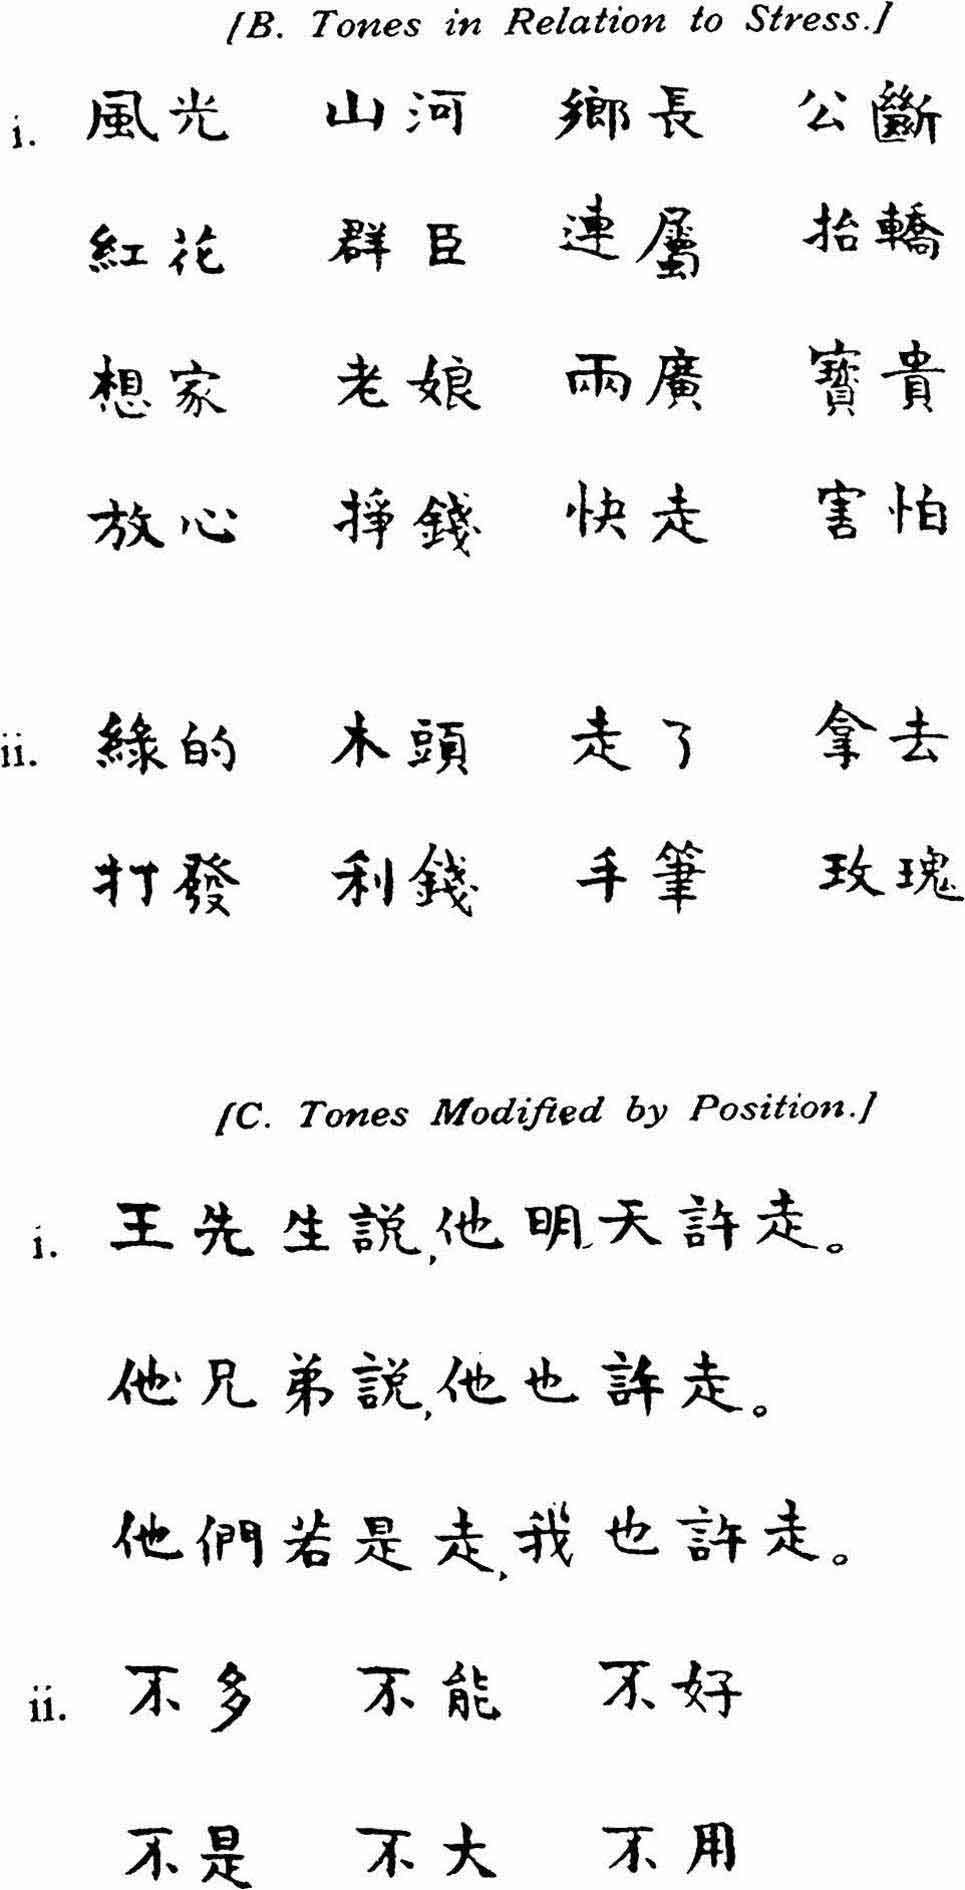 [B. Tones in Relation to Stress.]
i. 風光 山河 鄉長 公斷
紅花 群臣 連屬 抬轎
想家 老娘 兩廣 寳貴
放心 掙錢 快走 害怕
ii. 綠的 木頭 走了 拿去
打發 利錢 手筆 玫瑰
[C. Tones Modified by Position.]
i. 王先生説,他明天許走。
他兄弟説,他也許走。
他們若是走,我也許走。
ii. 不多 不能 不好
不是 不大 不用